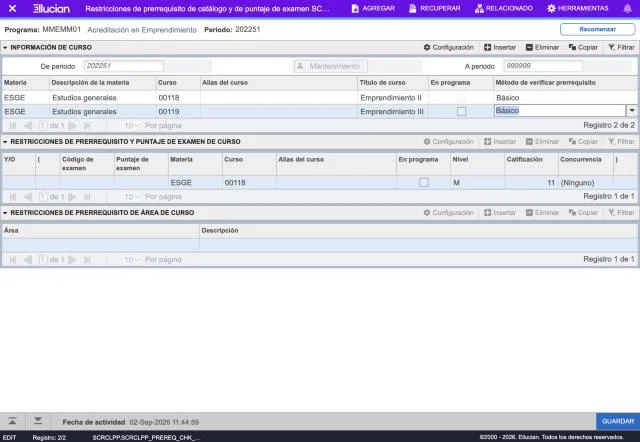 ✕ ellucian Restricciones de prerrequisito de catálogo y de puntaje de examen SC... AGREGAR RECUPERAR RELACIONADO HERRAMIENTAS
Programa: MMEMM01 Acreditación en Emprendimiento Periodo: 202251 Recomenzar
INFORMACIÓN DE CURSO Configuración Insertar Eliminar Copiar Filtrar
De periodo 202251 Mantenimiento A periodo 999999
Materia Descripción de la materia Curso Alias del curso Título de curso En programa Método de verificar prerrequisito
ESGE Estudios generales 00118 Emprendimiento II Básico
ESGE Estudios generales 00119 Emprendimiento III Básico
1 de 1 10 Por página Registro 2 de 2
RESTRICCIONES DE PRERREQUISITO Y PUNTAJE DE EXAMEN DE CURSO Configuración Insertar Eliminar Copiar Filtrar
Y/O ( Código de examen Puntaje de examen Materia Curso Alias del curso En programa Nivel Calificación Concurrencia )
ESGE 00118 M 11 (Ninguno)
1 de 1 10 Por página Registro 1 de 1
RESTRICCIONES DE PRERREQUISITO DE ÁREA DE CURSO Configuración Insertar Eliminar Copiar Filtrar
Área Descripción
1 de 1 10 Por página Registro 1 de 1
Fecha de actividad 02-Sep-2026 11:44:59 GUARDAR
EDIT Registro: 2/2 SCRCLPP.SCRCLPP_PREREQ_CHK_... ©2000 - 2026. Ellucian. Todos los derechos reservados.